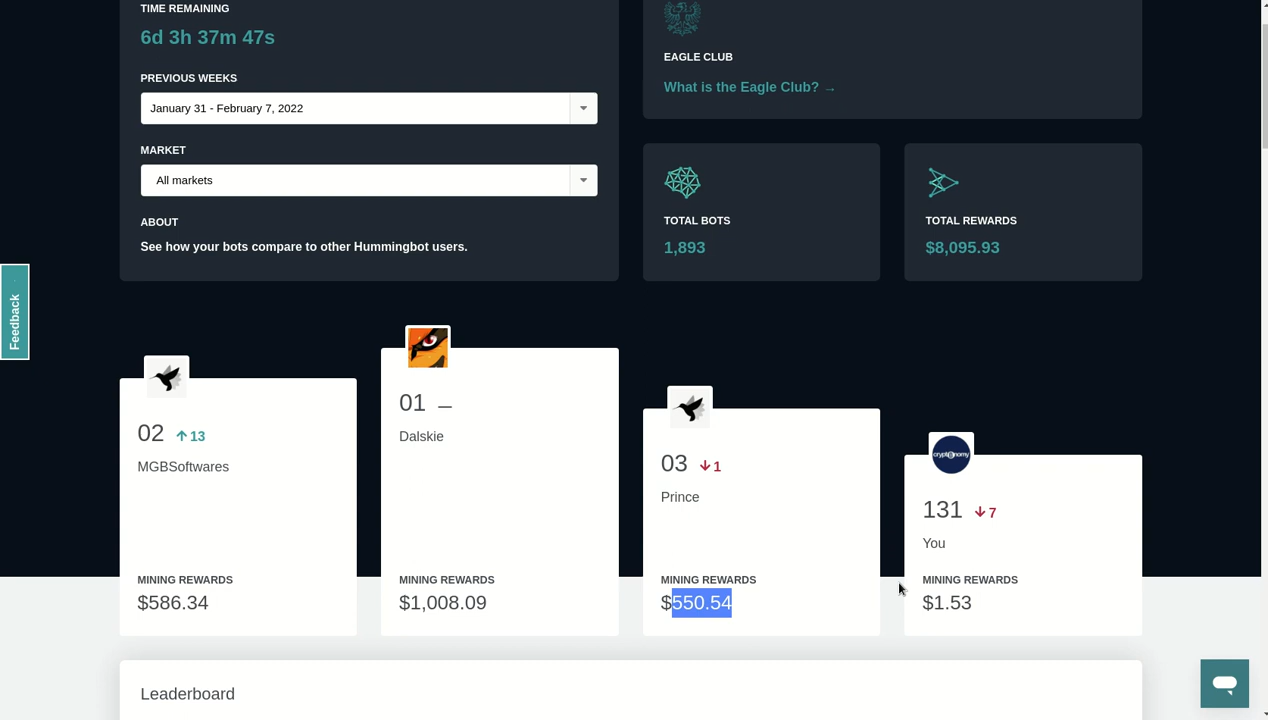 TIME REMAINING
6d 3h 37m 47s
PREVIOUS WEEKS
January 31 - February 7, 2022
MARKET
All markets
ABOUT
See how your bots compare to other Hummingbot users.
EAGLE CLUB
What is the Eagle Club? →
TOTAL BOTS
1,893
TOTAL REWARDS
$8,095.93
Feedback
02 ↑ 13
MGBSoftwares
MINING REWARDS
$586.34
01 —
Dalskie
MINING REWARDS
$1,008.09
03 ↓ 1
Prince
MINING REWARDS
$550.54
cryptonomy
131 ↓ 7
You
MINING REWARDS
$1.53
Leaderboard